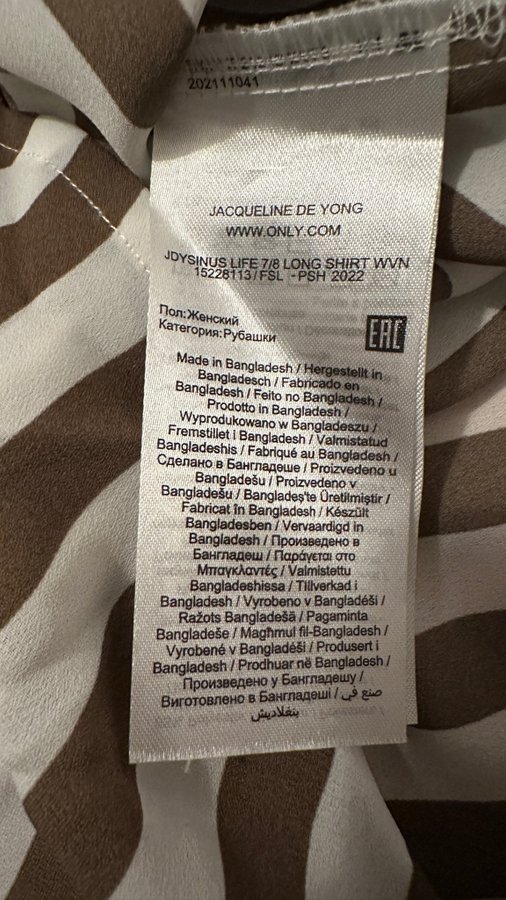 202111041
JACQUELINE DE YONG
WWW.ONLY.COM
JDYSINUS LIFE 7/8 LONG SHIRT WVN
15228113/FSL -PSH 2022
Пол:Женский
Категория:Рубашки
EAC
Made in Bangladesh / Hergestellt in
Bangladesch / Fabricado en
Bangladesh / Feito no Bangladesh /
Prodotto in Bangladesh /
Wyprodukowano w Bangladeszu /
Fremstillet i Bangladesh / Valmistatud
Bangladeshis / Fabriqué au Bangladesh /
Сделано в Бангладеше / Proizvedeno u
Bangladešu / Proizvedeno v
Bangladešu / Bangladeş'te Üretilmiştir /
Fabricat în Bangladesh / Készült
Bangladesben / Vervaardigd in
Bangladesh / Произведено в
Бангладеш / Παράγεται στο
Μπαγκλαντές / Valmistettu
Bangladeshissa / Tillverkad i
Bangladesh / Vyrobeno v Bangladéši /
Ražots Bangladešā / Pagaminta
Bangladeše / Magħmul fil-Bangladesh /
Vyrobené v Bangladéši / Produsert i
Bangladesh / Prodhuar në Bangladesh /
Произведено у Бангладешу /
Виготовлено в Бангладеші / صنع في
بنغلاديش